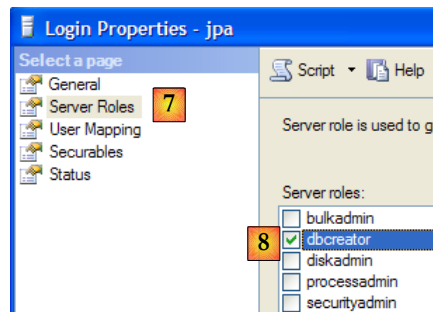 Login Properties - jpa
Select a page
General
Server Roles
7
User Mapping
Securables
Status
Script
Help
Server role is used to g
Server roles:
bulkadmin
8
dbcreator
diskadmin
processadmin
securityadmin